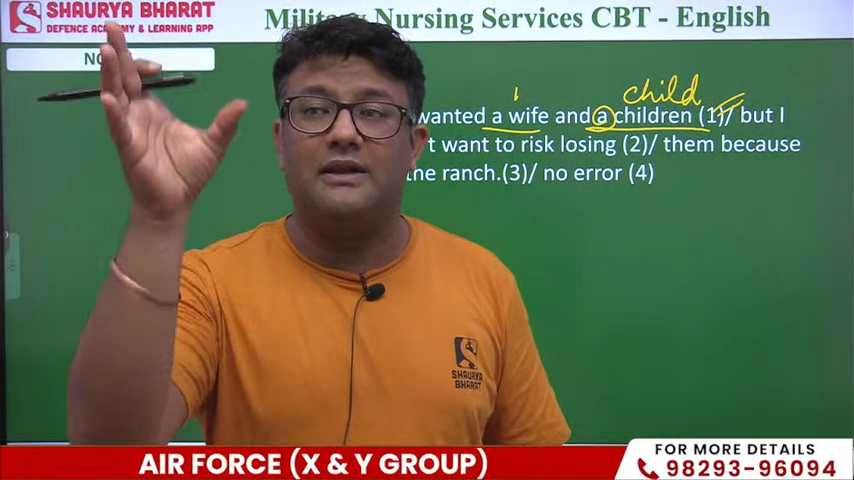 SHAURYA BHARAT
DEFENCE ACADEMY & LEARNING APP
Military Nursing Services CBT - English
NO
1
child
wanted a wife and a children (1)/ but I
t want to risk losing (2)/ them because
the ranch.(3)/ no error (4)
SHAURYA
BHARAT
AIR FORCE (X & Y GROUP)
FOR MORE DETAILS
98293-96094